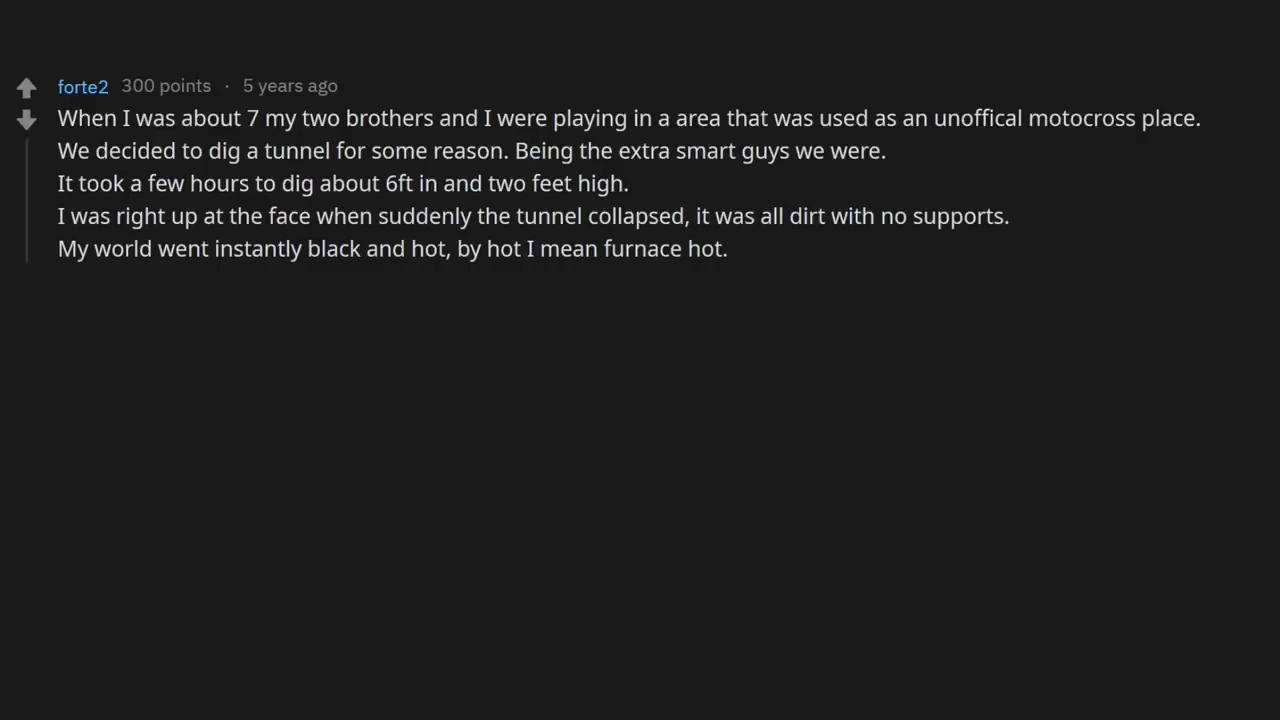 forte2 300 points · 5 years ago
When I was about 7 my two brothers and I were playing in a area that was used as an unoffical motocross place.
We decided to dig a tunnel for some reason. Being the extra smart guys we were.
It took a few hours to dig about 6ft in and two feet high.
I was right up at the face when suddenly the tunnel collapsed, it was all dirt with no supports.
My world went instantly black and hot, by hot I mean furnace hot.